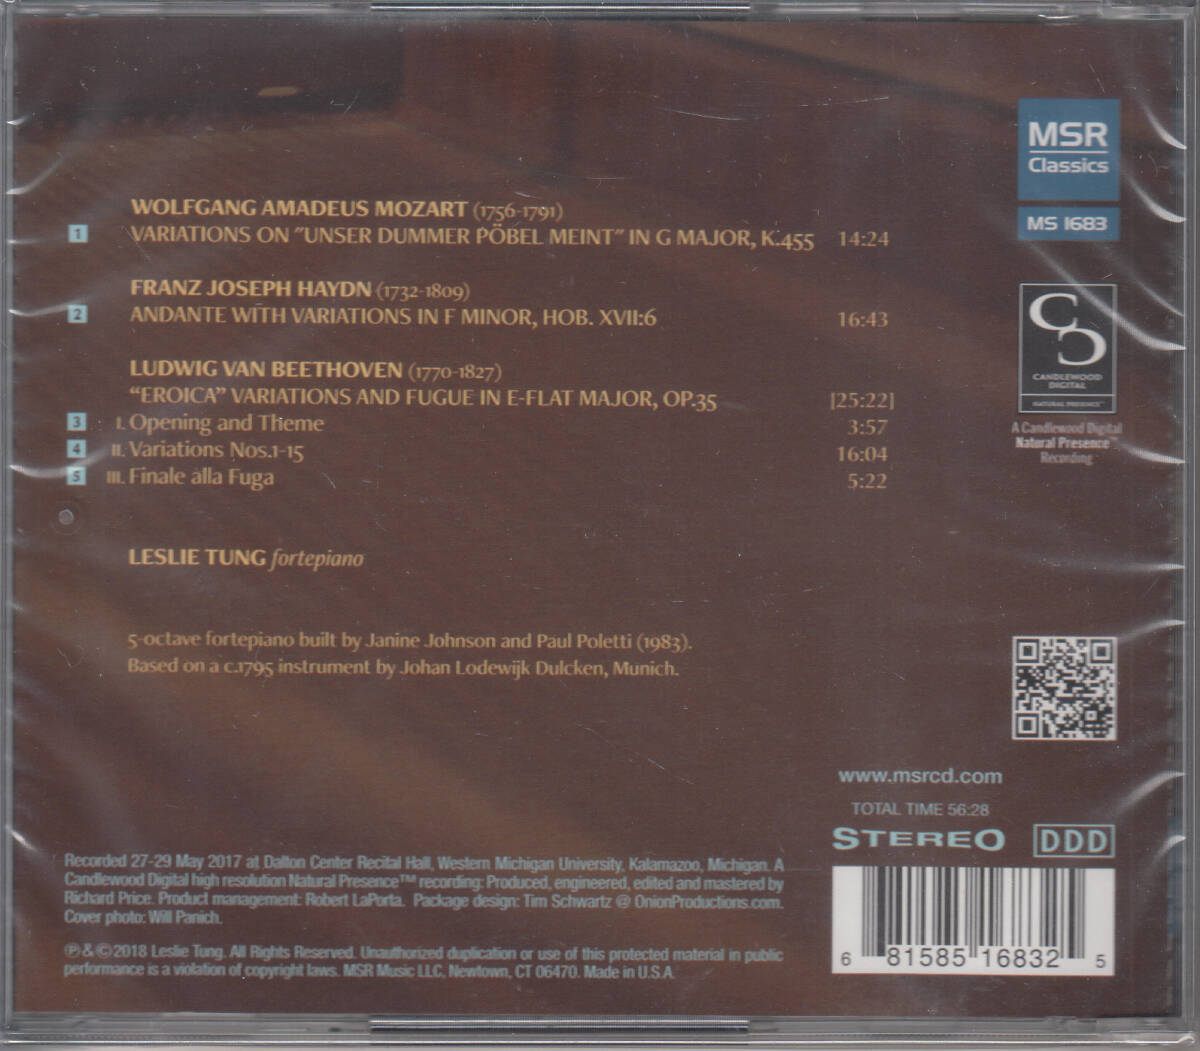 MSR
Classics
MS 1683
WOLFGANG AMADEUS MOZART (1756-1791)
1 VARIATIONS ON "UNSER DUMMER PÖBEL MEINT" IN G MAJOR, K.455 14:24
FRANZ JOSEPH HAYDN (1732-1809)
2 ANDANTE WITH VARIATIONS IN F MINOR, HOB. XVII:6 16:43
LUDWIG VAN BEETHOVEN (1770-1827)
“EROICA” VARIATIONS AND FUGUE IN E-FLAT MAJOR, OP.35 [25:22]
3 I. Opening and Theme 3:57
4 II. Variations Nos.1-15 16:04
5 III. Finale alla Fuga 5:22
CD
CANDLEWOOD
DIGITAL
NATURAL PRESENCE™
A Candlewood Digital
Natural Presence™
Recording
LESLIE TUNG fortepiano
5-octave fortepiano built by Janine Johnson and Paul Poletti (1983).
Based on a c.1795 instrument by Johan Lodewijk Dulcken, Munich.
www.msrcd.com
TOTAL TIME 56:28
STEREO DDD
Recorded 27-29 May 2017 at Dalton Center Recital Hall, Western Michigan University, Kalamazoo, Michigan. A
Candlewood Digital high resolution Natural Presence™ recording: Produced, engineered, edited and mastered by
Richard Price. Product management: Robert LaPorta. Package design: Tim Schwartz @ OnionProductions.com.
Cover photo: Will Panich.
℗&©2018 Leslie Tung. All Rights Reserved. Unauthorized duplication or use of this protected material in public
performance is a violation of copyright laws. MSR Music LLC, Newtown, CT 06470. Made in U.S.A.
6 81585 16832 5